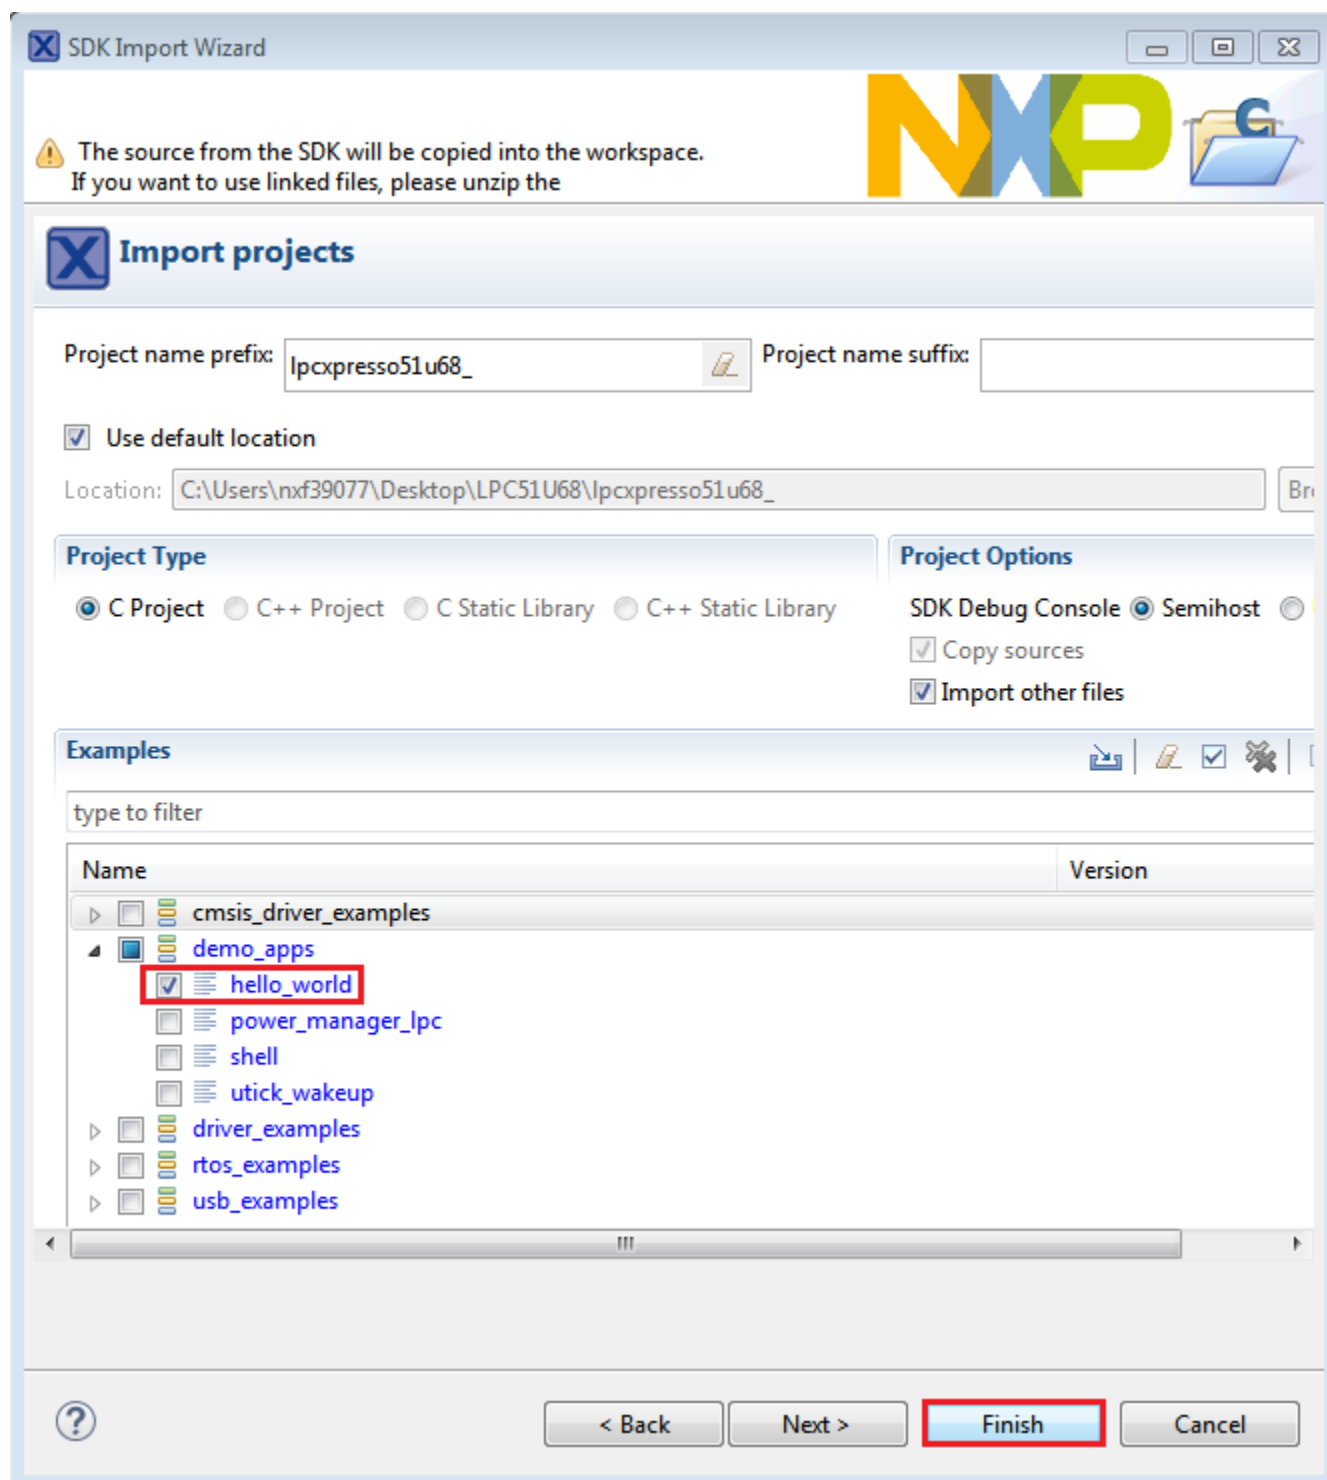 SDK Import Wizard
NXP
The source from the SDK will be copied into the workspace.
If you want to use linked files, please unzip the
Import projects
Project name prefix: lpcxpresso51u68_ Project name suffix:
Use default location
Location: C:\Users\nxf39077\Desktop\LPC51U68\lpcxpresso51u68_
Project Type
C Project C++ Project C Static Library C++ Static Library
Project Options
SDK Debug Console Semihost
Copy sources
Import other files
Examples
type to filter
Name Version
cmsis_driver_examples
demo_apps
hello_world
power_manager_lpc
shell
utick_wakeup
driver_examples
rtos_examples
usb_examples
< Back Next > Finish Cancel